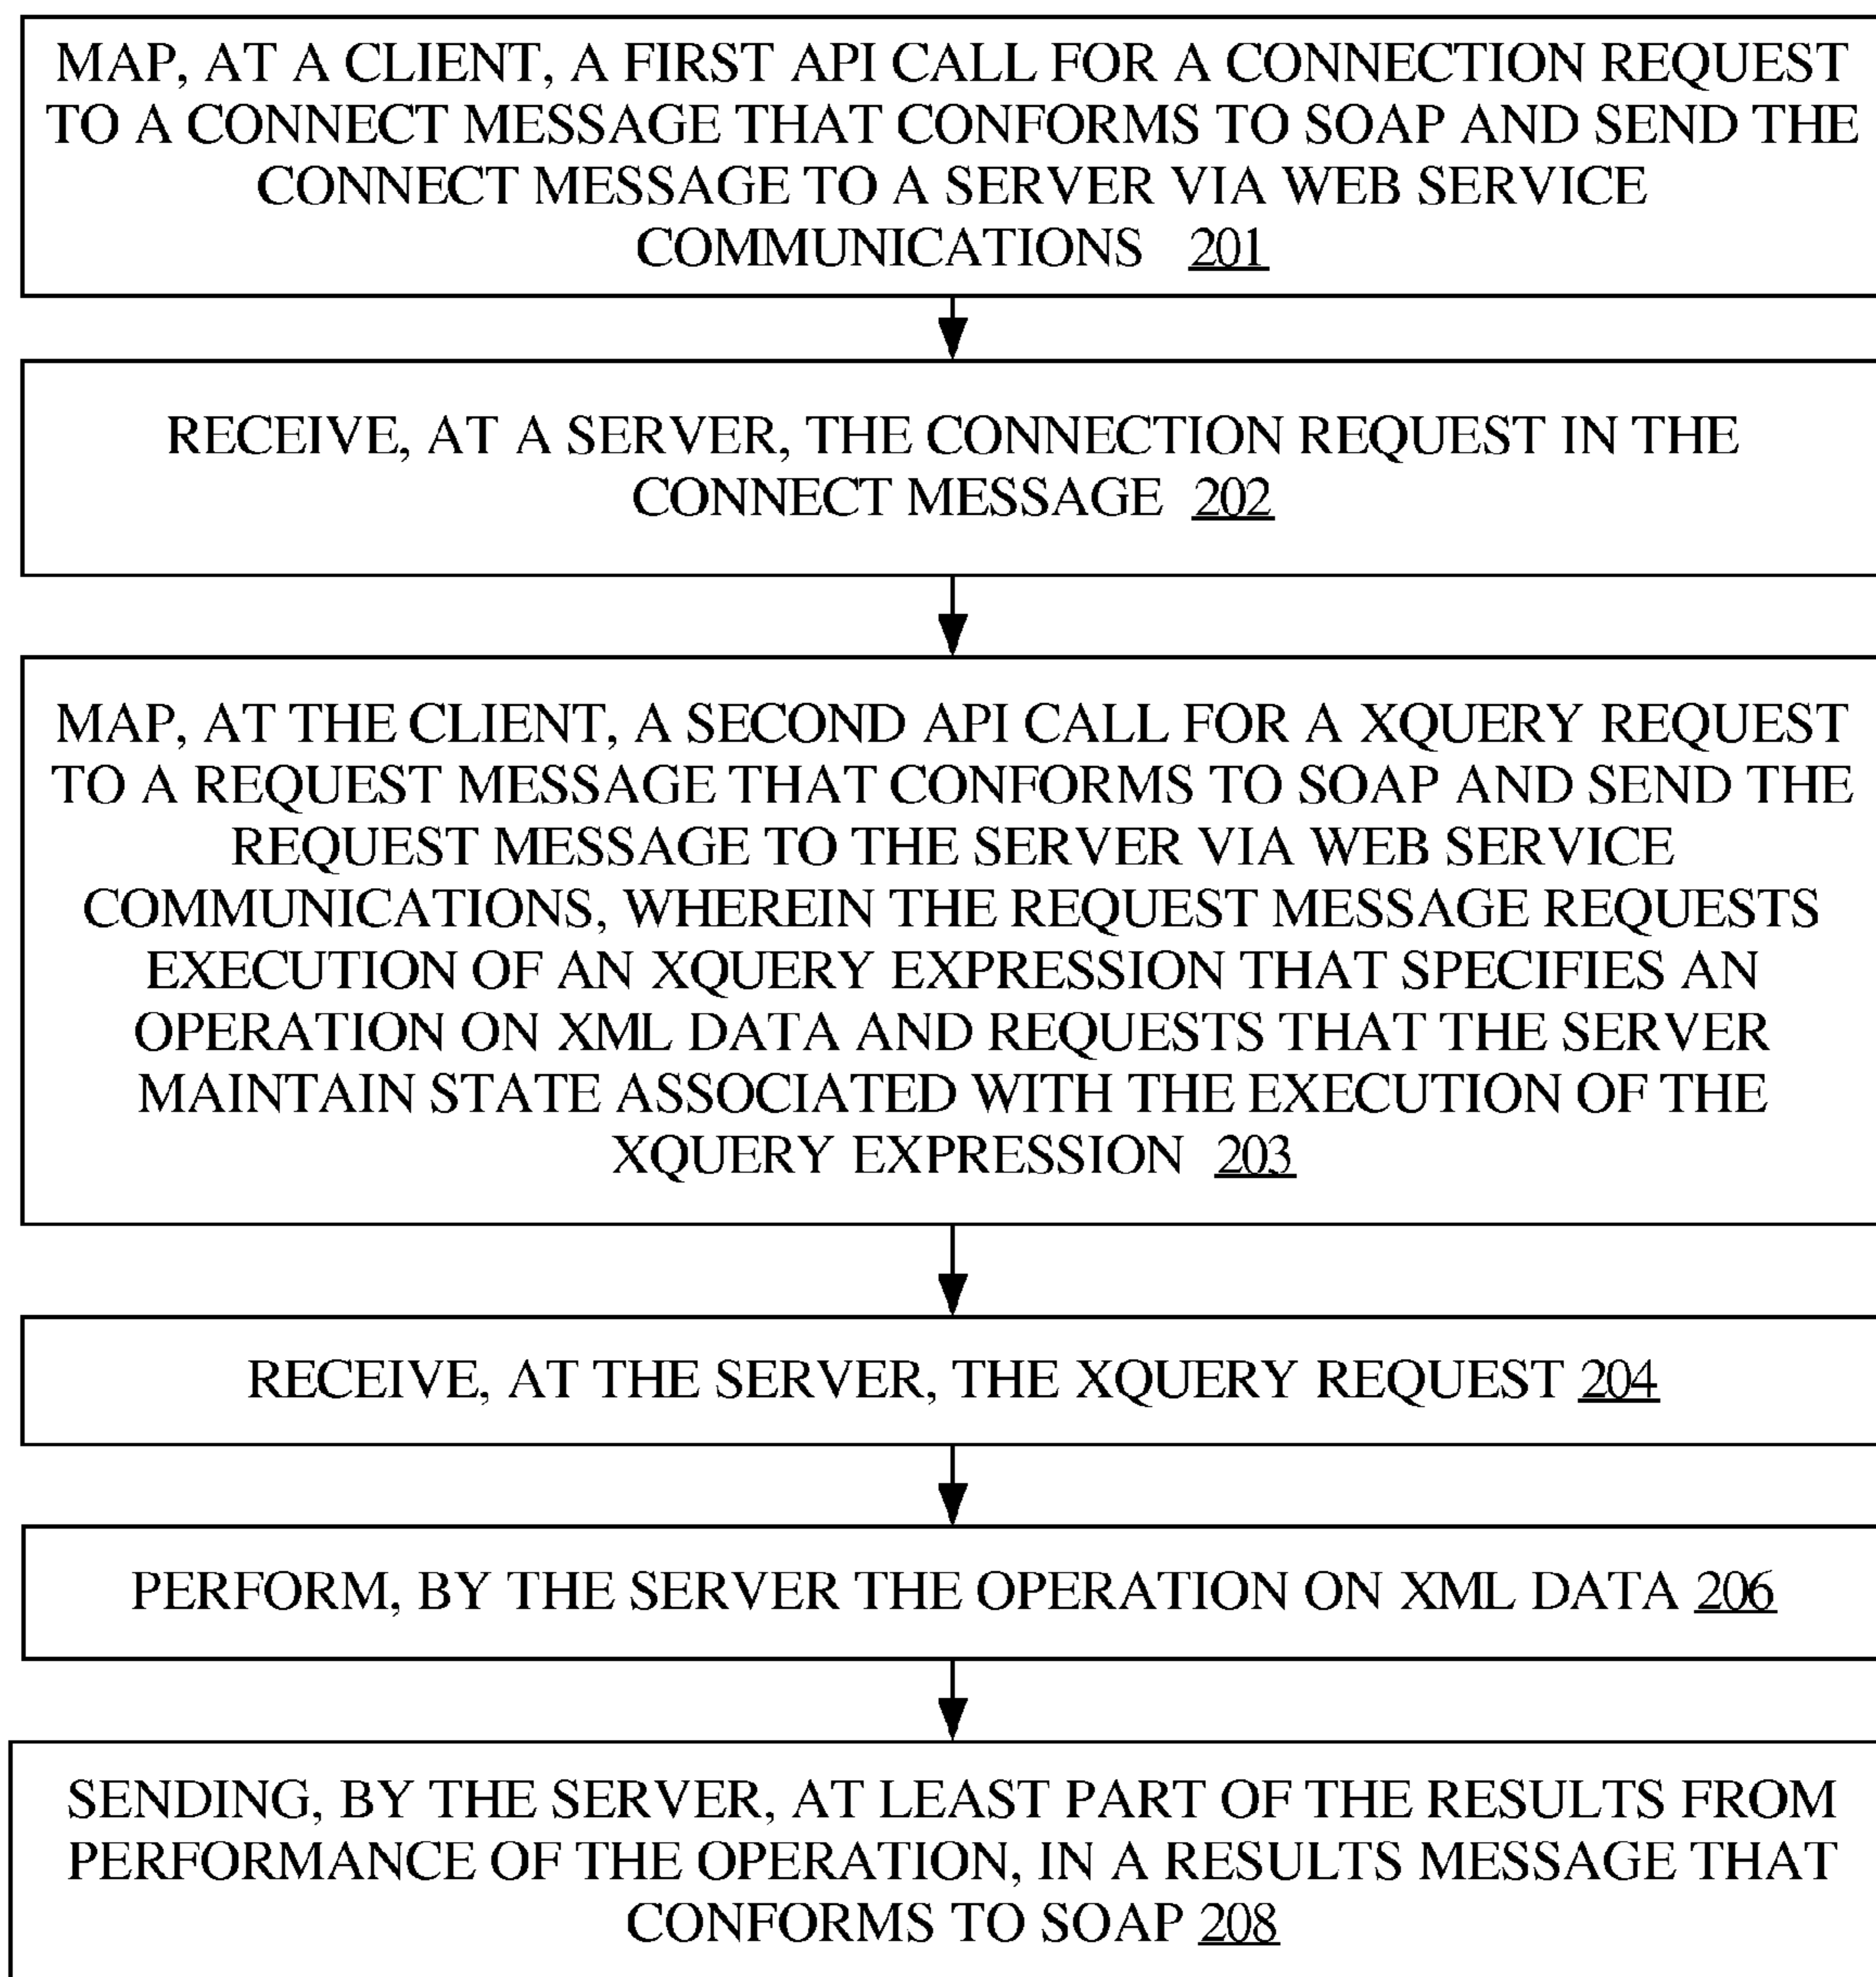 MAP, AT A CLIENT, A FIRST API CALL FOR A CONNECTION REQUEST
TO A CONNECT MESSAGE THAT CONFORMS TO SOAP AND SEND THE
CONNECT MESSAGE TO A SERVER VIA WEB SERVICE
COMMUNICATIONS 201
RECEIVE, AT A SERVER, THE CONNECTION REQUEST IN THE
CONNECT MESSAGE 202
MAP, AT THE CLIENT, A SECOND API CALL FOR A XQUERY REQUEST
TO A REQUEST MESSAGE THAT CONFORMS TO SOAP AND SEND THE
REQUEST MESSAGE TO THE SERVER VIA WEB SERVICE
COMMUNICATIONS, WHEREIN THE REQUEST MESSAGE REQUESTS
EXECUTION OF AN XQUERY EXPRESSION THAT SPECIFIES AN
OPERATION ON XML DATA AND REQUESTS THAT THE SERVER
MAINTAIN STATE ASSOCIATED WITH THE EXECUTION OF THE
XQUERY EXPRESSION 203
RECEIVE, AT THE SERVER, THE XQUERY REQUEST 204
PERFORM, BY THE SERVER THE OPERATION ON XML DATA 206
SENDING, BY THE SERVER, AT LEAST PART OF THE RESULTS FROM
PERFORMANCE OF THE OPERATION, IN A RESULTS MESSAGE THAT
CONFORMS TO SOAP 208